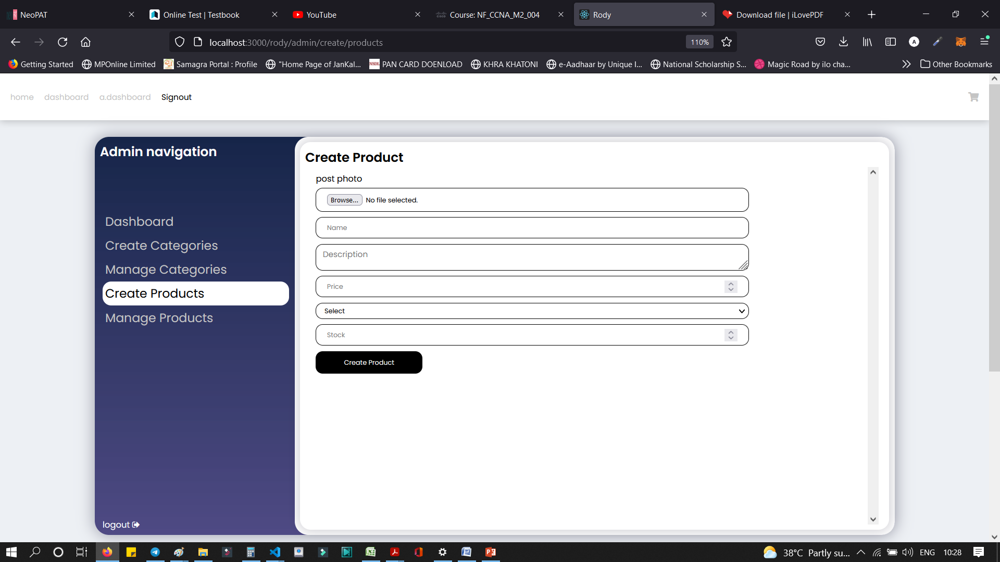 NeoPAT
Online Test | Testbook
YouTube
Course: NF_CCNA_M2_004
Rody
Download file | iLovePDF
localhost:3000/rody/admin/create/products
110%
A
Getting Started
MPOnline Limited
Samagra Portal : Profile
"Home Page of JanKal...
PAN CARD DOENLOAD
KHRA KHATONI
e-Aadhaar by Unique I...
National Scholarship S...
Magic Road by ilo cha...
Other Bookmarks
home
dashboard
a.dashboard
Signout
Admin navigation
Dashboard
Create Categories
Manage Categories
Create Products
Manage Products
logout
Create Product
post photo
Browse... No file selected.
Name
Description
Price
Select
Stock
Create Product
38°C Partly su...
ENG
10:28